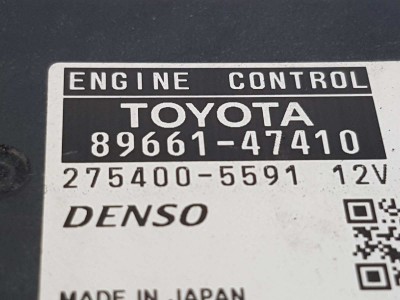 ENGINE CONTROL
TOYOTA
89661-47410
275400-5591 12V
DENSO
MADE IN JAPAN